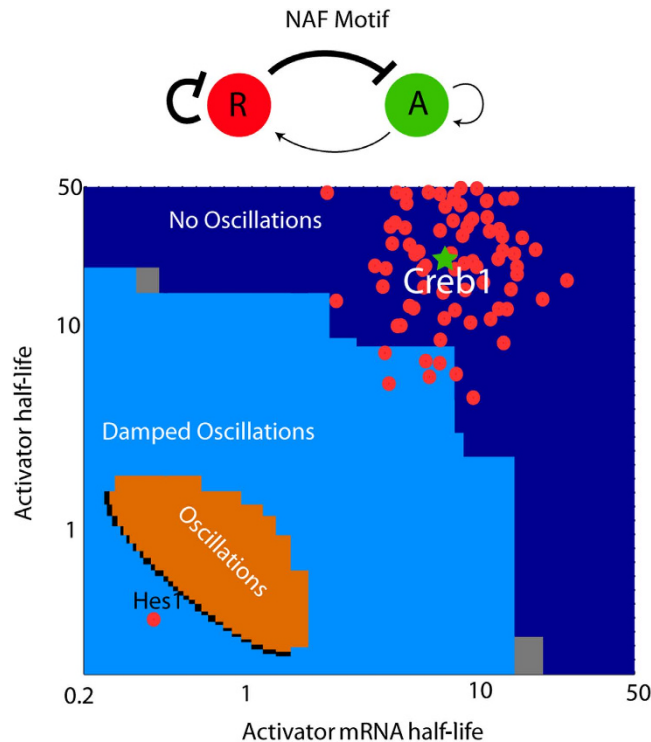 NAF Motif
R
A
50
No Oscillations
Creb1
10
Damped Oscillations
Activator half-life
1
Oscillations
Hes1
0.2
1
10
50
Activator mRNA half-life